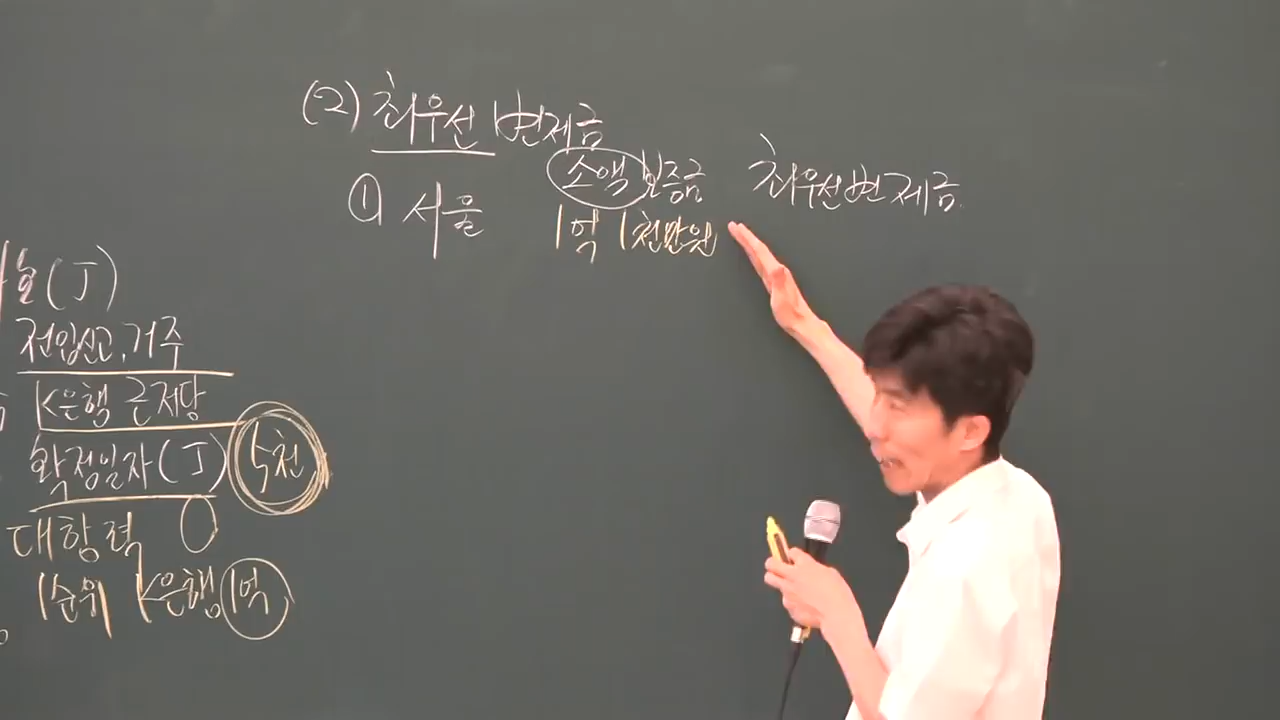 (2) 최우선 변제금
① 서울 소액보증금 최우선변제금
1억 1천만원
(J)
전입신고, 거주
K은행 근저당
확정일자(J) 5천
대항력 O
1순위 K은행 1억